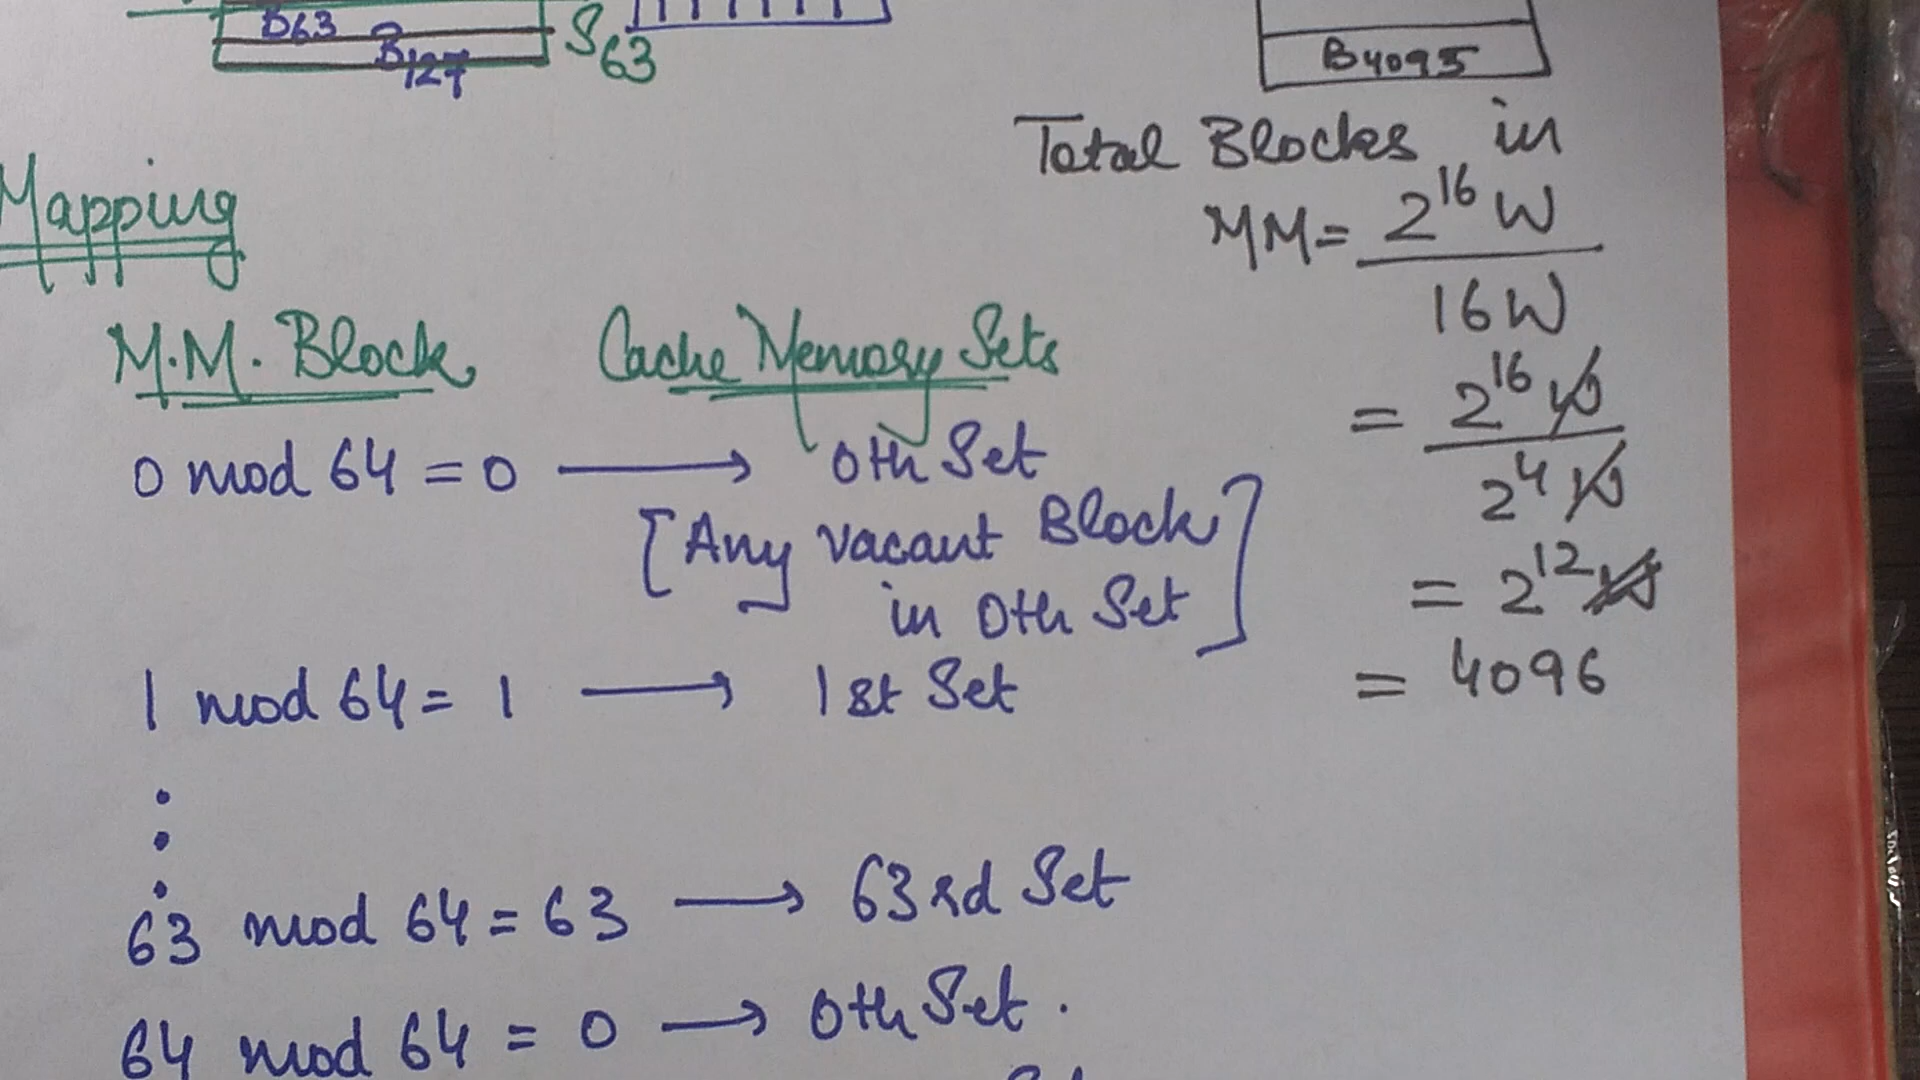 B63
B127
S63
B4095
Total Blocks in
MM = 2^16 W
16W
= 2^16 W
2^4 W
= 2^12 W
= 4096
Mapping
M.M. Block Cache Memory Sets
0 mod 64 = 0 → 0th Set
[Any vacant Block
in 0th Set]
1 mod 64 = 1 → 1st Set
63 mod 64 = 63 → 63rd Set
64 mod 64 = 0 → 0th Set.